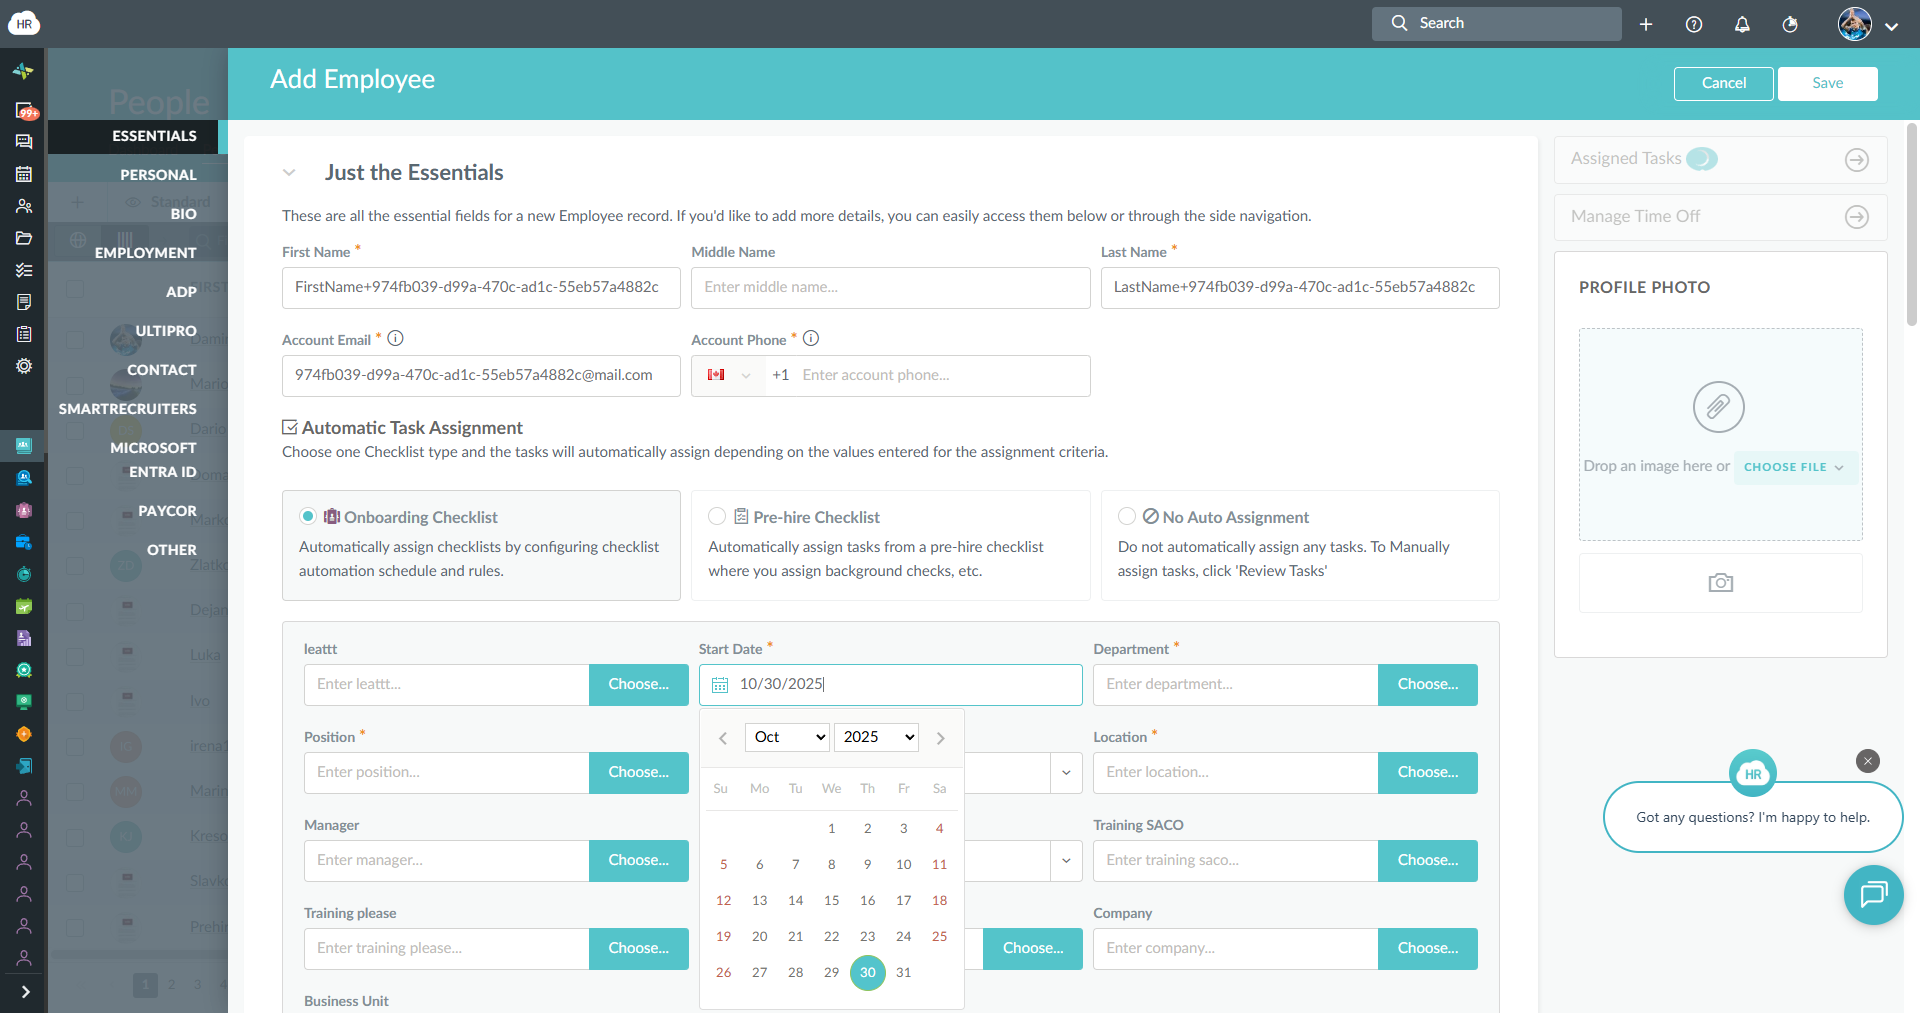 HR
Search
99+
People
Add Employee
Cancel
Save
ESSENTIALS
PERSONAL
BIO
EMPLOYMENT
ADP
ULTIPRO
CONTACT
SMARTRECRUITERS
MICROSOFT
ENTRA ID
PAYCOR
OTHER
Standard
Just the Essentials
These are all the essential fields for a new Employee record. If you'd like to add more details, you can easily access them below or through the side navigation.
First Name *
Middle Name
Last Name *
FirstName+974fb039-d99a-470c-ad1c-55eb57a4882c
Enter middle name...
LastName+974fb039-d99a-470c-ad1c-55eb57a4882c
Account Email *
Account Phone *
974fb039-d99a-470c-ad1c-55eb57a4882c@mail.com
+1 Enter account phone...
Automatic Task Assignment
Choose one Checklist type and the tasks will automatically assign depending on the values entered for the assignment criteria.
Onboarding Checklist
Automatically assign checklists by configuring checklist
automation schedule and rules.
Pre-hire Checklist
Automatically assign tasks from a pre-hire checklist
where you assign background checks, etc.
No Auto Assignment
Do not automatically assign any tasks. To Manually
assign tasks, click 'Review Tasks'
leattt
Start Date *
Department *
Enter leattt...
Choose...
10/30/2025
Enter department...
Choose...
Position *
Location *
Enter position...
Choose...
Enter location...
Choose...
Manager
Training SACO
Enter manager...
Choose...
Enter training saco...
Choose...
Training please
Company
Enter training please...
Choose...
Choose...
Enter company...
Choose...
Business Unit
Oct
2025
Su Mo Tu We Th Fr Sa
1 2 3 4
5 6 7 8 9 10 11
12 13 14 15 16 17 18
19 20 21 22 23 24 25
26 27 28 29 30 31
Assigned Tasks
Manage Time Off
PROFILE PHOTO
Drop an image here or
CHOOSE FILE
HR
Got any questions? I'm happy to help.
Dario
Zlatko
Dejan
Luka
Ivo
MM
1 2 3 4